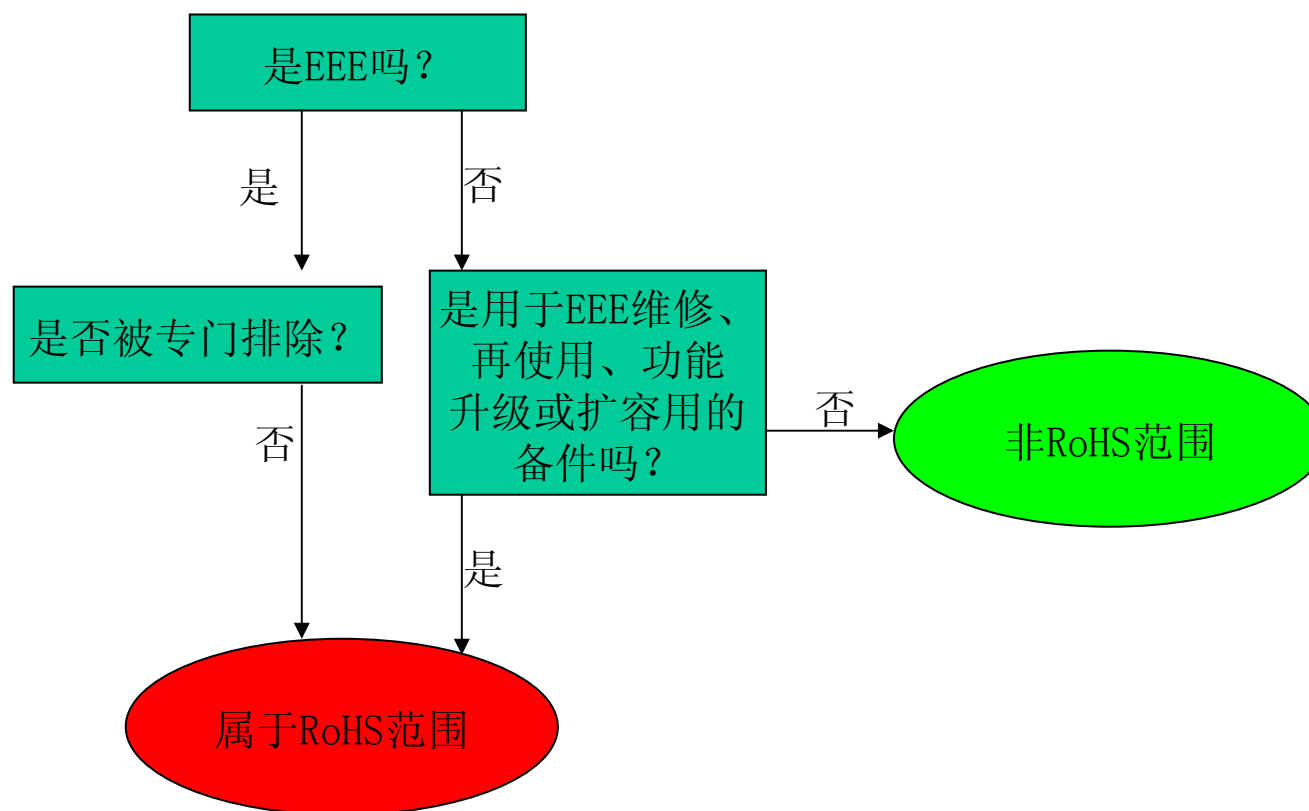 是EEE吗？
是
否
是否被专门排除？
是用于EEE维修、
再使用、功能
升级或扩容用的
备件吗？
否
非RoHS范围
否
是
属于RoHS范围